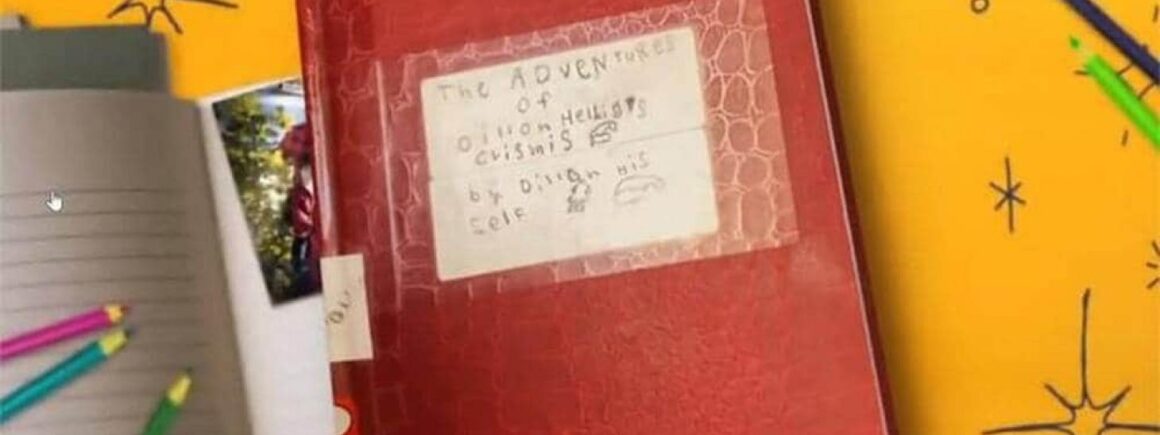 The ADVENTURES
of
Dillon HeLbigs
crismis
by Dillon His
Self